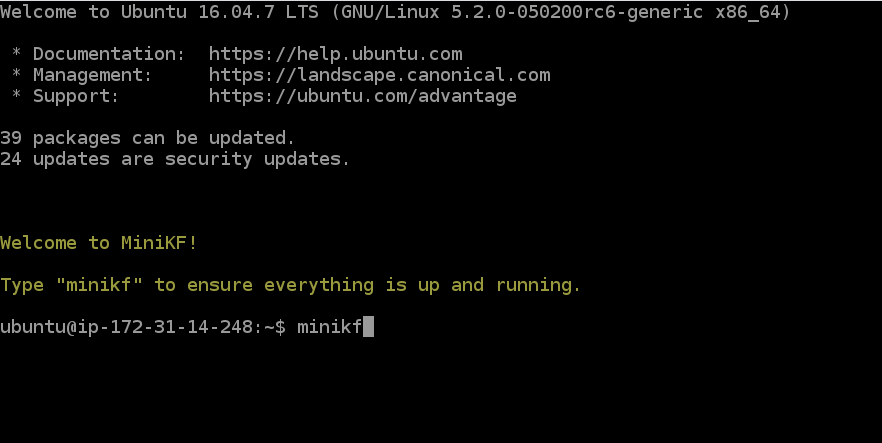 Welcome to Ubuntu 16.04.7 LTS (GNU/Linux 5.2.0-050200rc6-generic x86_64)
* Documentation:  https://help.ubuntu.com
* Management:     https://landscape.canonical.com
* Support:        https://ubuntu.com/advantage
39 packages can be updated.
24 updates are security updates.
Welcome to MiniKF!
Type "minikf" to ensure everything is up and running.
ubuntu@ip-172-31-14-248:~$ minikf